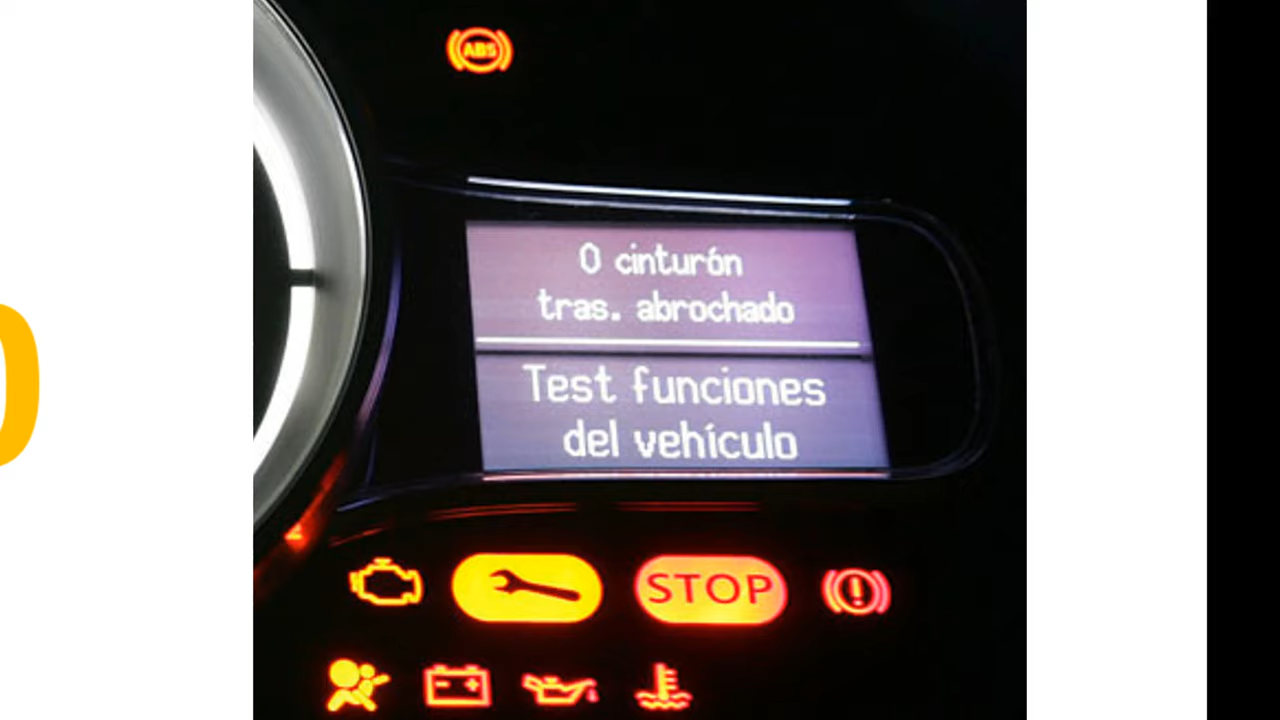 ABS
0 cinturón
tras. abrochado
Test funciones
del vehículo
STOP